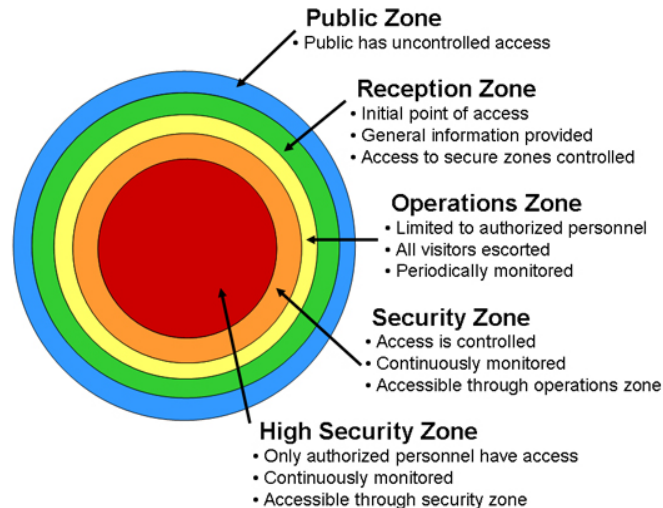 Public Zone
• Public has uncontrolled access
Reception Zone
• Initial point of access
• General information provided
• Access to secure zones controlled
Operations Zone
• Limited to authorized personnel
• All visitors escorted
• Periodically monitored
Security Zone
• Access is controlled
• Continuously monitored
• Accessible through operations zone
High Security Zone
• Only authorized personnel have access
• Continuously monitored
• Accessible through security zone